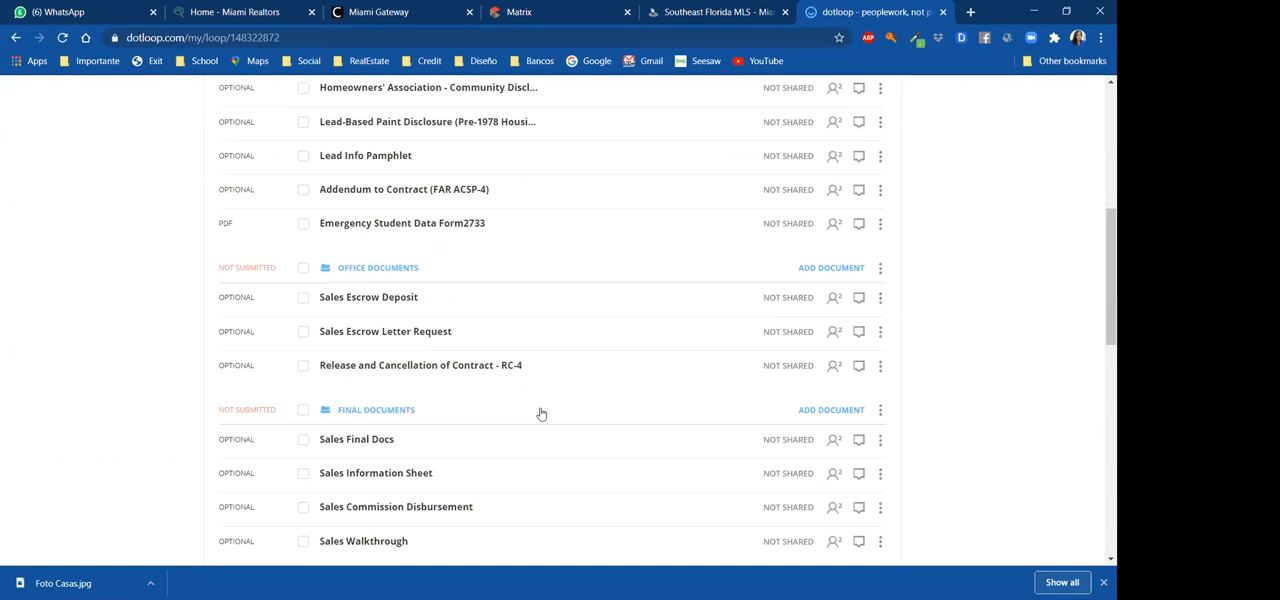 (6) WhatsApp
Home - Miami Realtors
Miami Gateway
Matrix
Southeast Florida MLS - Mia
dotloop - peoplework, not p
dotloop.com/my/loop/148322872
Apps Importante Exit School Maps Social RealEstate Credit Diseño Bancos Google Gmail Seesaw YouTube Other bookmarks
OPTIONAL Homeowners' Association - Community Discl... NOT SHARED
OPTIONAL Lead-Based Paint Disclosure (Pre-1978 Housi... NOT SHARED
OPTIONAL Lead Info Pamphlet NOT SHARED
OPTIONAL Addendum to Contract (FAR ACSP-4) NOT SHARED
PDF Emergency Student Data Form2733 NOT SHARED
NOT SUBMITTED OFFICE DOCUMENTS ADD DOCUMENT
OPTIONAL Sales Escrow Deposit NOT SHARED
OPTIONAL Sales Escrow Letter Request NOT SHARED
OPTIONAL Release and Cancellation of Contract - RC-4 NOT SHARED
NOT SUBMITTED FINAL DOCUMENTS ADD DOCUMENT
OPTIONAL Sales Final Docs NOT SHARED
OPTIONAL Sales Information Sheet NOT SHARED
OPTIONAL Sales Commission Disbursement NOT SHARED
OPTIONAL Sales Walkthrough NOT SHARED
Foto Casas.jpg Show all